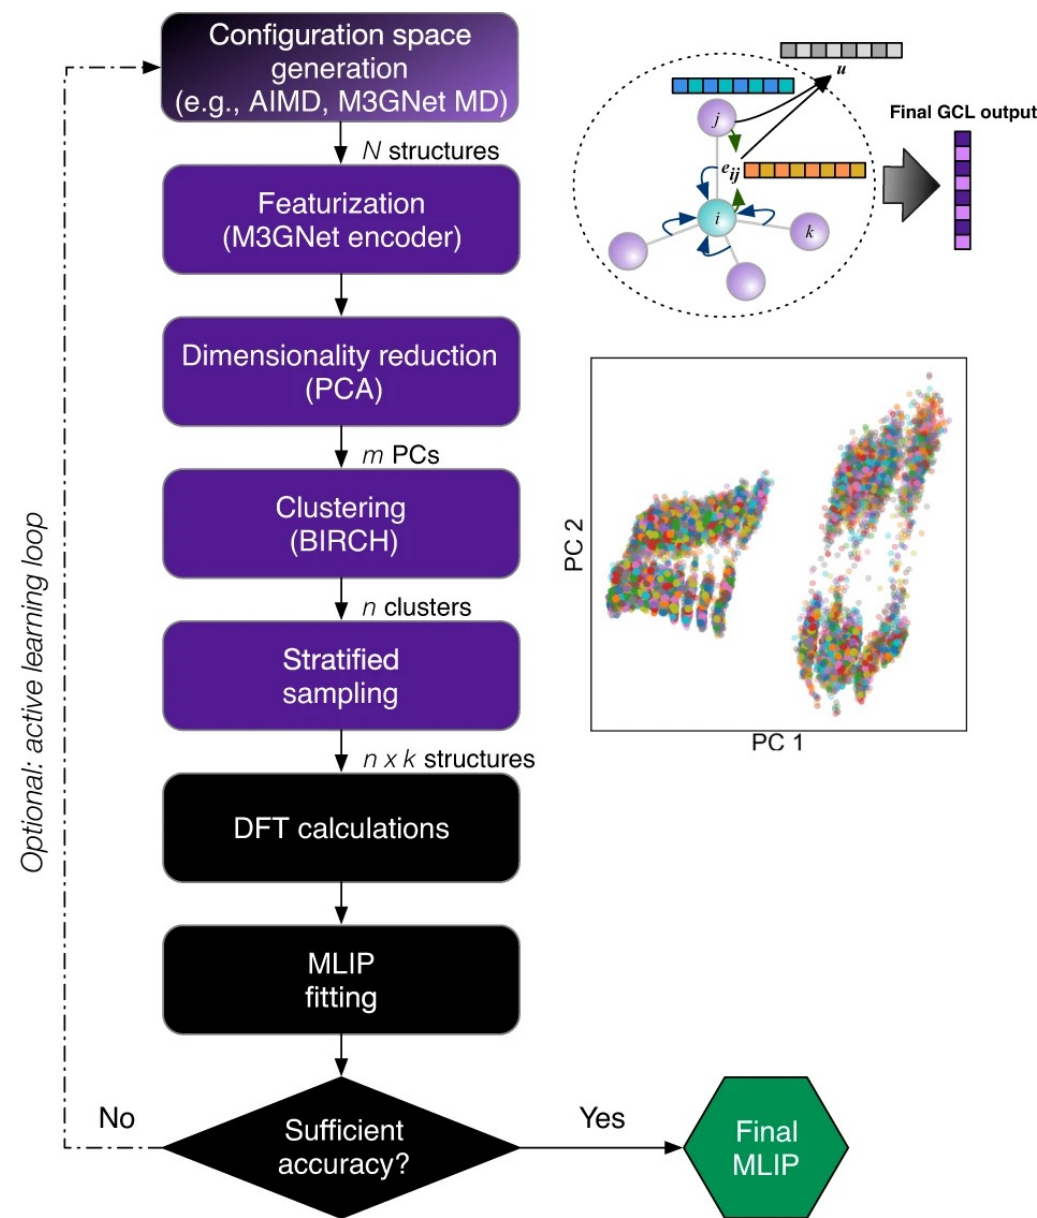 Configuration space
generation
(e.g., AIMD, M3GNet MD)
N structures
Featurization
(M3GNet encoder)
Dimensionality reduction
(PCA)
m PCs
Clustering
(BIRCH)
n clusters
Stratified
sampling
n x k structures
DFT calculations
MLIP
fitting
Sufficient
accuracy?
No
Yes
Final
MLIP
Optional: active learning loop
u
j
e_ij
i
k
Final GCL output
PC 2
PC 1